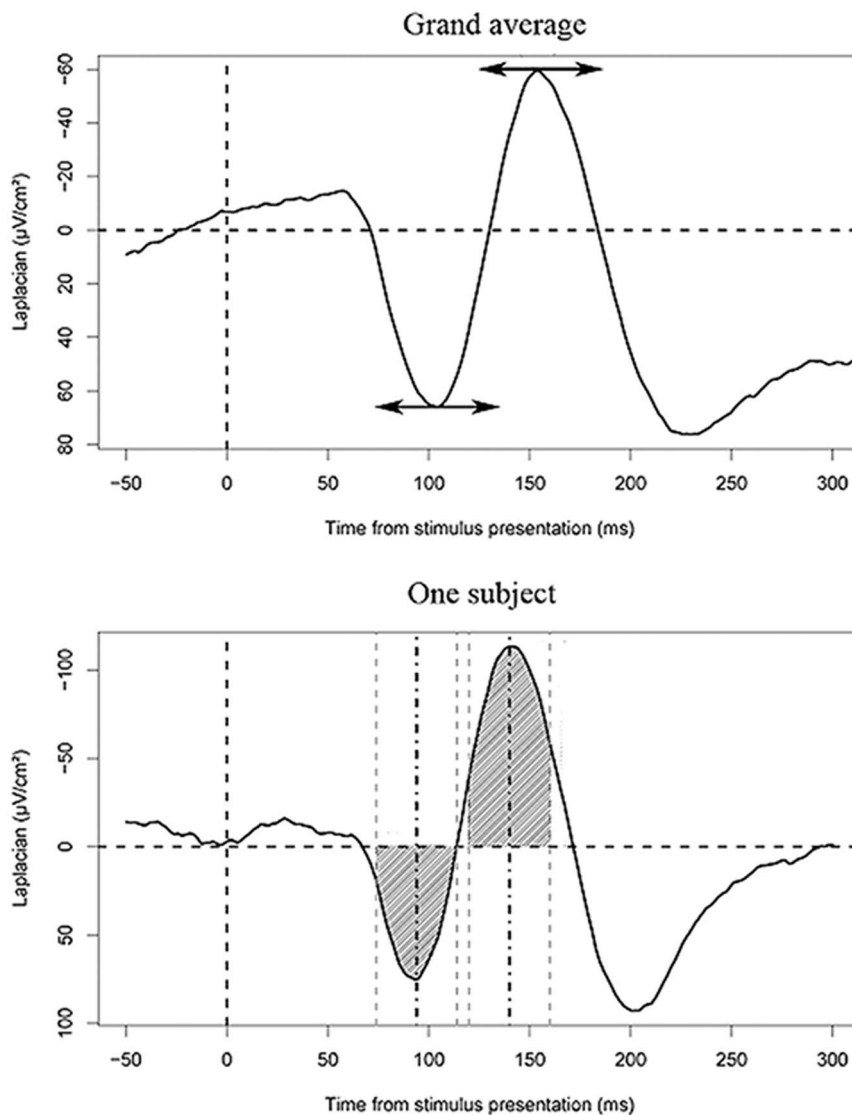 Grand average
Laplacian (µV/cm²)
−60
−40
−20
0
20
40
60
80
−50 0 50 100 150 200 250 300
Time from stimulus presentation (ms)
One subject
Laplacian (µV/cm²)
−100
−50
0
50
100
−50 0 50 100 150 200 250 300
Time from stimulus presentation (ms)